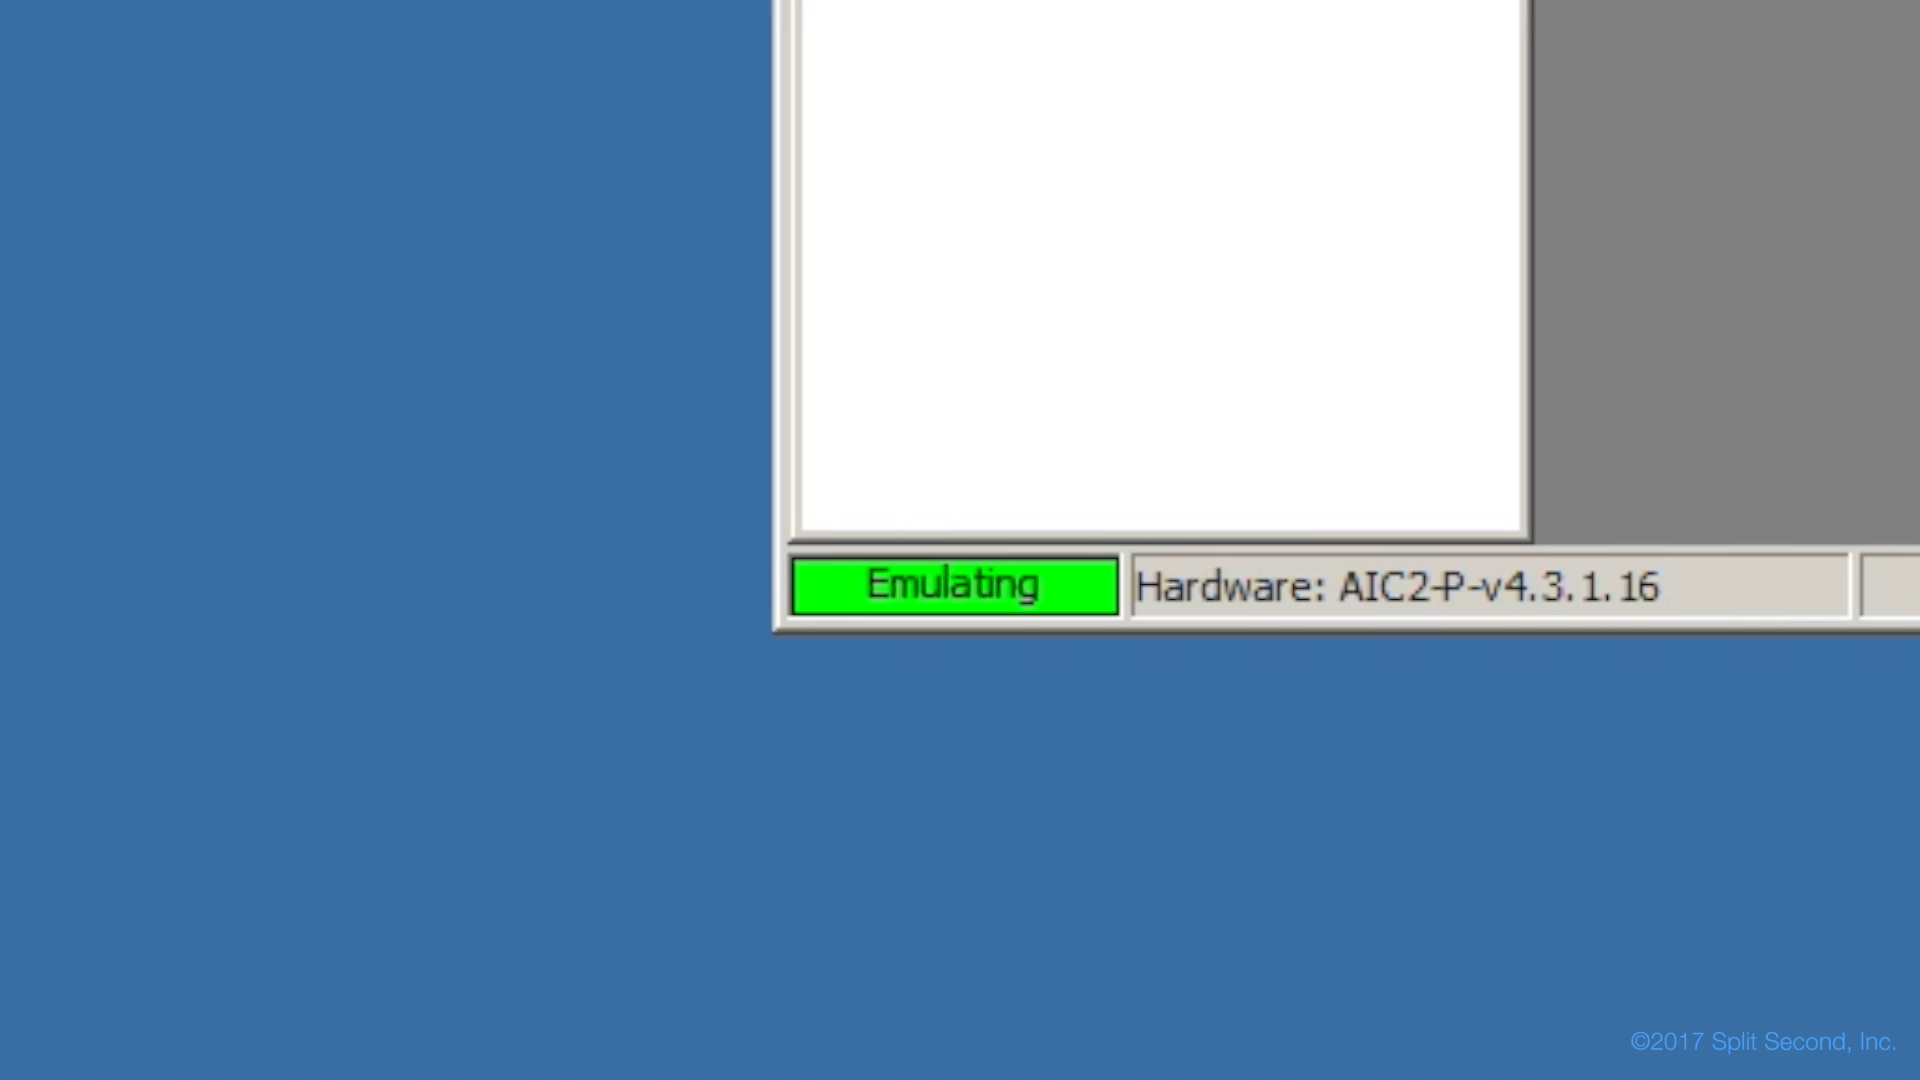 Emulating
Hardware: AIC2-P-v4.3.1.16
©2017 Split Second, Inc.